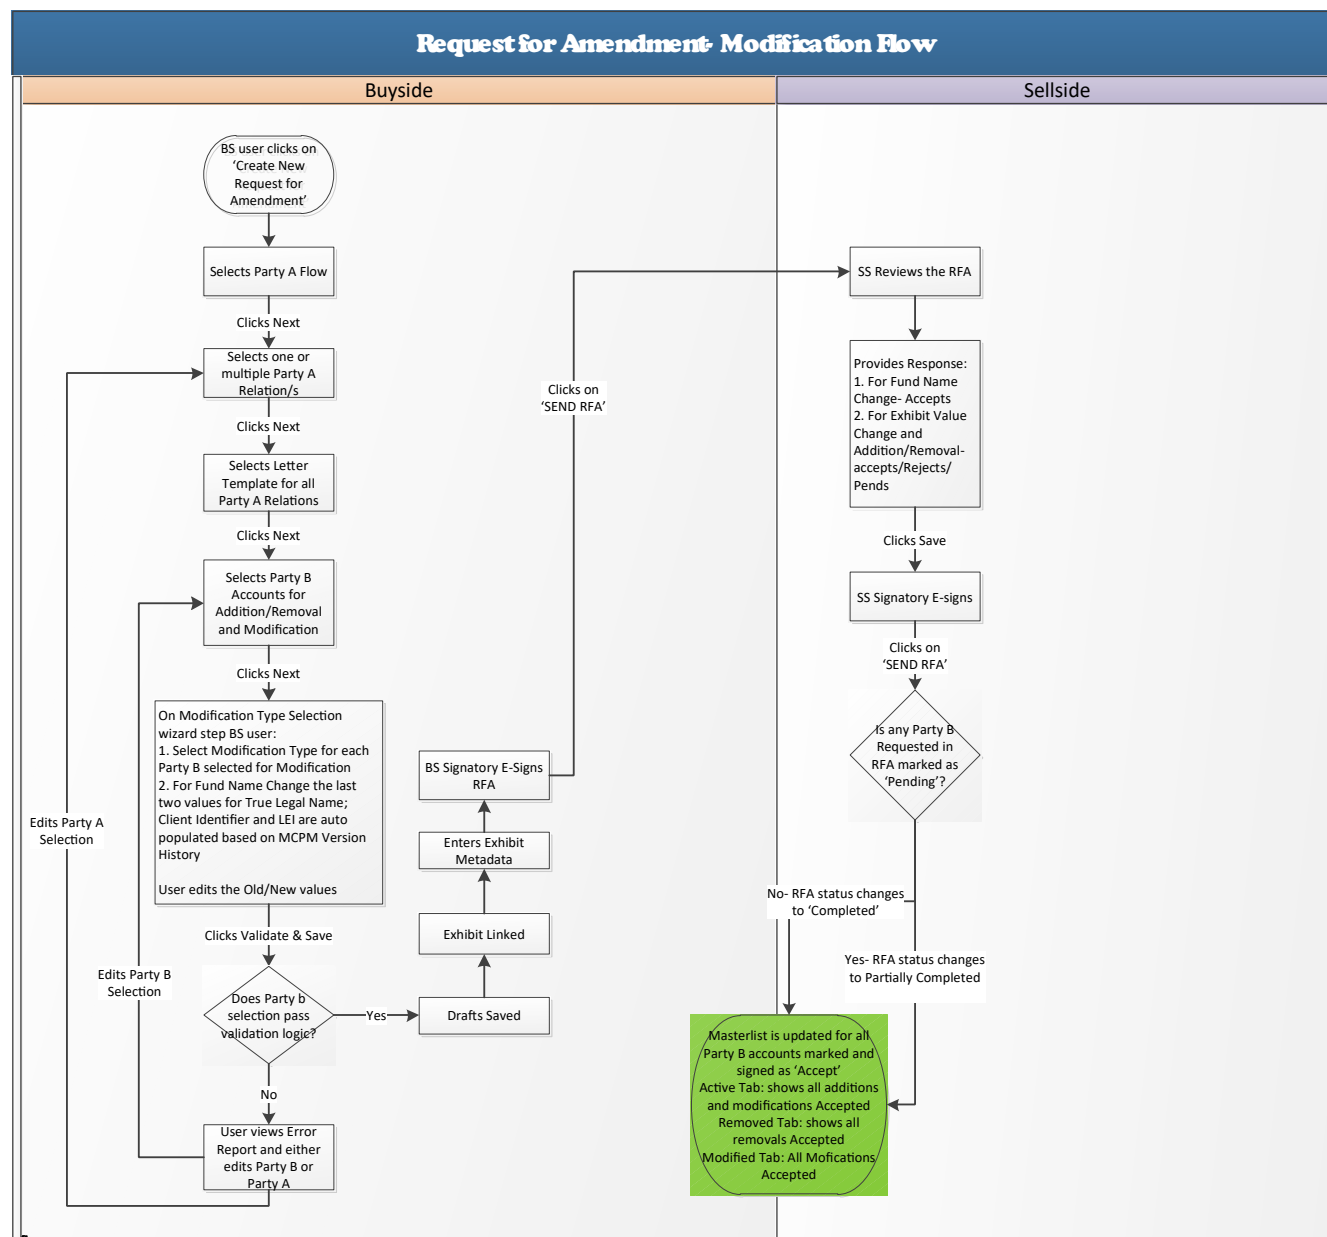 Request for Amendment- Modification Flow
Buyside
Sellside
BS user clicks on
‘Create New
Request for
Amendment’
Selects Party A Flow
Clicks Next
Selects one or
multiple Party A
Relation/s
Clicks Next
Selects Letter
Template for all
Party A Relations
Clicks Next
Selects Party B
Accounts for
Addition/Removal
and Modification
Clicks Next
On Modification Type Selection
wizard step BS user:
1. Select Modification Type for each
Party B selected for Modification
2. For Fund Name Change the last
two values for True Legal Name;
Client Identifier and LEI are auto
populated based on MCPM Version
History
User edits the Old/New values
Clicks Validate & Save
Does Party b
selection pass
validation logic?
Yes
No
User views Error
Report and either
edits Party B or
Party A
Edits Party A
Selection
Edits Party B
Selection
Drafts Saved
Exhibit Linked
Enters Exhibit
Metadata
BS Signatory E-Signs
RFA
Clicks on
‘SEND RFA’
SS Reviews the RFA
Provides Response:
1. For Fund Name
Change- Accepts
2. For Exhibit Value
Change and
Addition/Removal-
accepts/Rejects/
Pends
Clicks Save
SS Signatory E-signs
Clicks on
‘SEND RFA’
Is any Party B
Requested in
RFA marked as
‘Pending’?
No- RFA status changes
to ‘Completed’
Yes- RFA status changes
to Partially Completed
Masterlist is updated for all
Party B accounts marked and
signed as ‘Accept’
Active Tab: shows all additions
and modifications Accepted
Removed Tab: shows all
removals Accepted
Modified Tab: All Mofications
Accepted